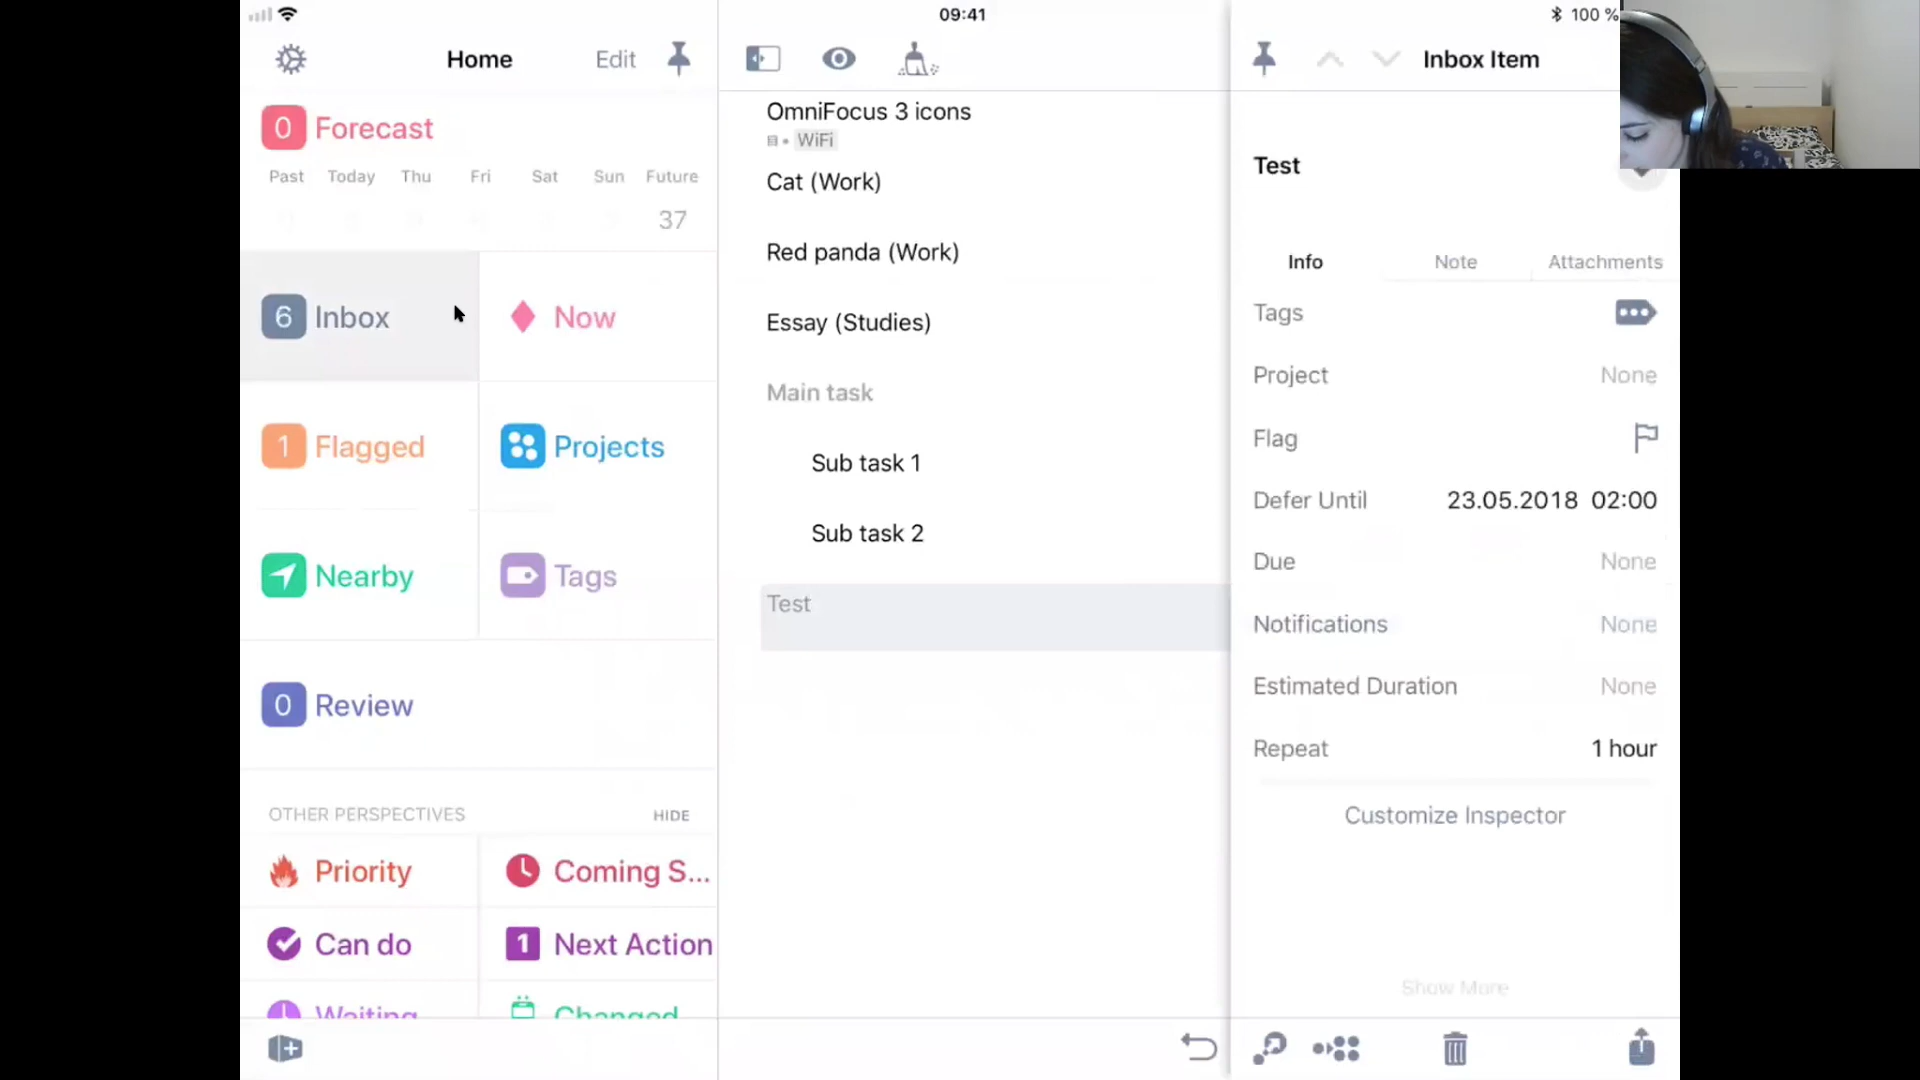 09:41
100 %
Home
Edit
Inbox Item
0 Forecast
Past Today Thu Fri Sat Sun Future
37
6 Inbox
Now
1 Flagged
Projects
Nearby
Tags
0 Review
OTHER PERSPECTIVES
HIDE
Priority
Coming S...
Can do
1 Next Action
Waiting
Changed
OmniFocus 3 icons
WiFi
Cat (Work)
Red panda (Work)
Essay (Studies)
Main task
Sub task 1
Sub task 2
Test
Test
Info Note Attachments
Tags
Project None
Flag
Defer Until 23.05.2018 02:00
Due None
Notifications None
Estimated Duration None
Repeat 1 hour
Customize Inspector
Show More